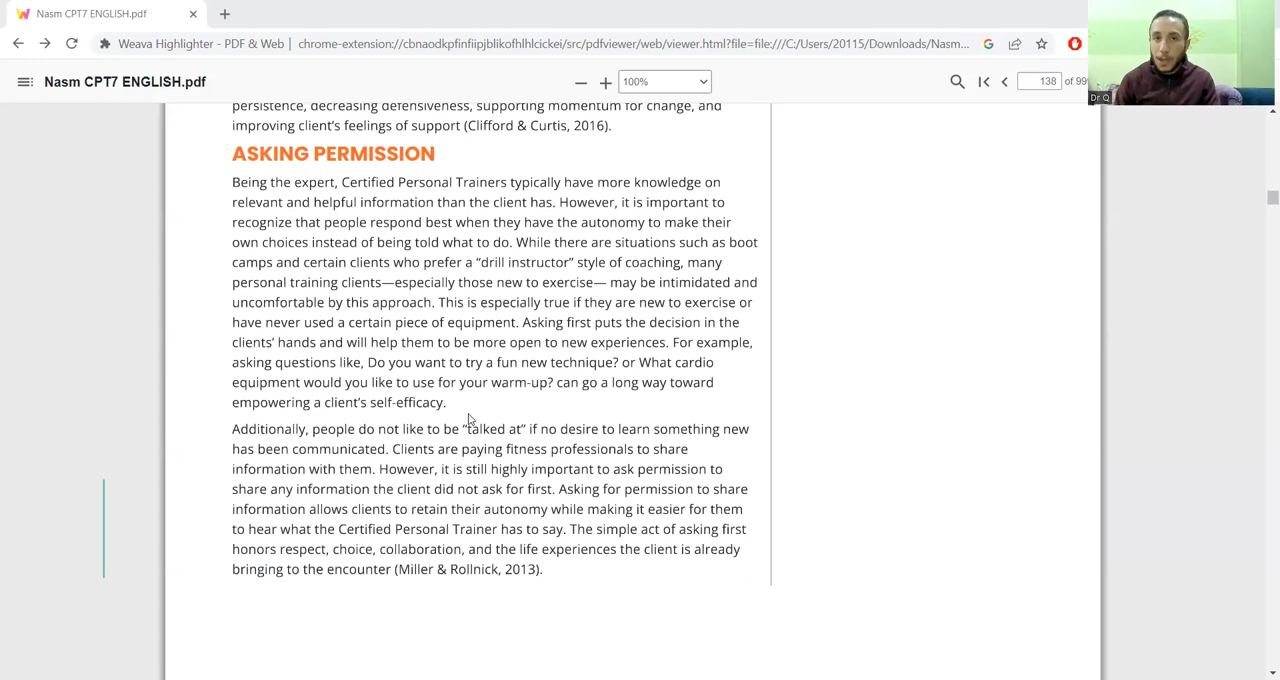 Nasm CPT7 ENGLISH.pdf
Weava Highlighter - PDF & Web | chrome-extension://cbnaodkpfinfiipjblikofhlhlcickei/src/pdfviewer/web/viewer.html?file=file:///C:/Users/20115/Downloads/Nasm...
Nasm CPT7 ENGLISH.pdf
100%
138 of 99
Dr Q
persistence, decreasing defensiveness, supporting momentum for change, and
improving client's feelings of support (Clifford & Curtis, 2016).
ASKING PERMISSION
Being the expert, Certified Personal Trainers typically have more knowledge on
relevant and helpful information than the client has. However, it is important to
recognize that people respond best when they have the autonomy to make their
own choices instead of being told what to do. While there are situations such as boot
camps and certain clients who prefer a “drill instructor” style of coaching, many
personal training clients—especially those new to exercise— may be intimidated and
uncomfortable by this approach. This is especially true if they are new to exercise or
have never used a certain piece of equipment. Asking first puts the decision in the
clients' hands and will help them to be more open to new experiences. For example,
asking questions like, Do you want to try a fun new technique? or What cardio
equipment would you like to use for your warm-up? can go a long way toward
empowering a client's self-efficacy.
Additionally, people do not like to be “talked at” if no desire to learn something new
has been communicated. Clients are paying fitness professionals to share
information with them. However, it is still highly important to ask permission to
share any information the client did not ask for first. Asking for permission to share
information allows clients to retain their autonomy while making it easier for them
to hear what the Certified Personal Trainer has to say. The simple act of asking first
honors respect, choice, collaboration, and the life experiences the client is already
bringing to the encounter (Miller & Rollnick, 2013).